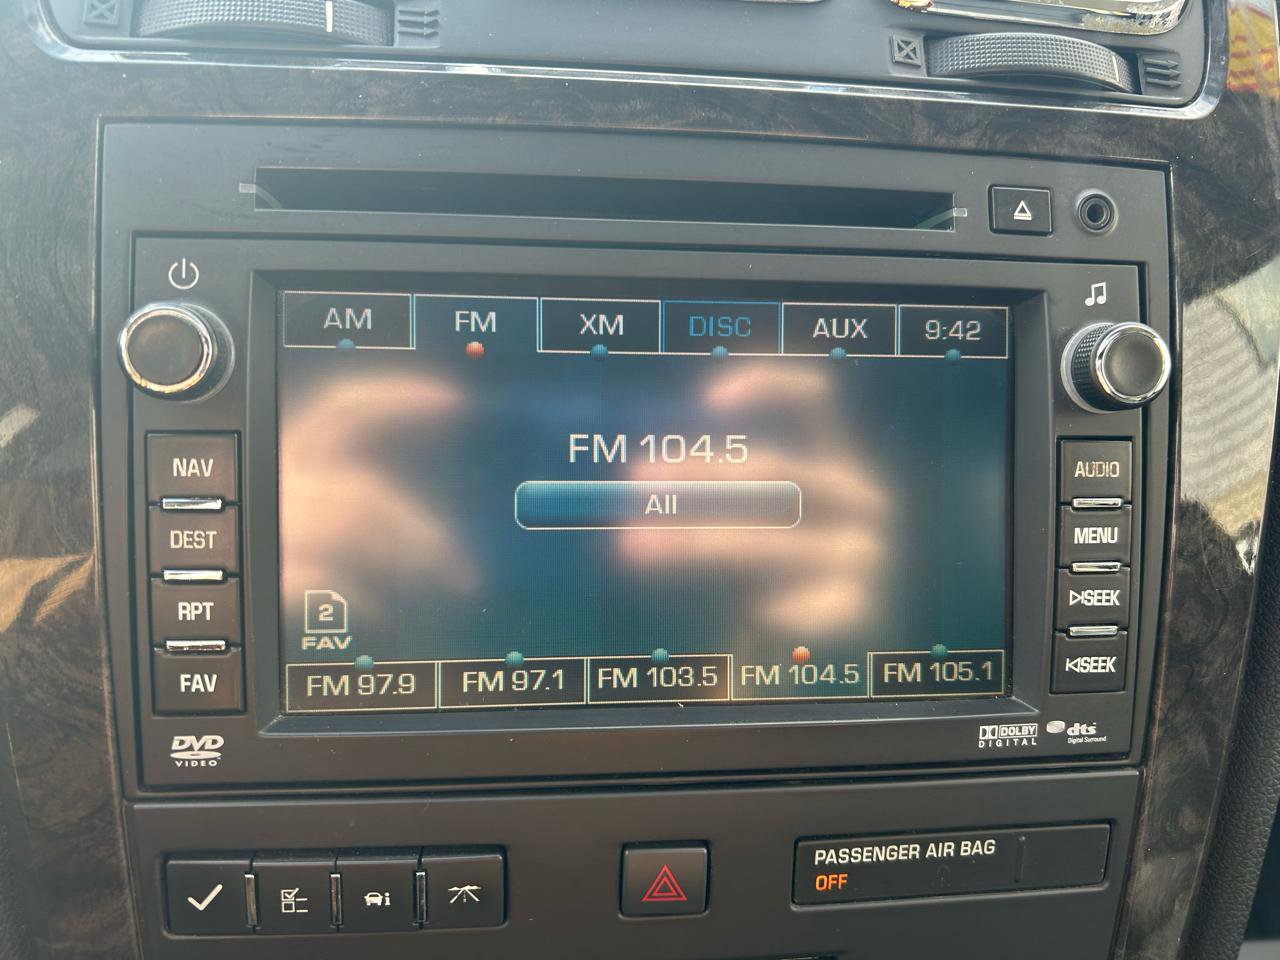 AM FM XM DISC AUX 9:42
FM 104.5
All
2
FAV
FM 97.9 FM 97.1 FM 103.5 FM 104.5 FM 105.1
NAV
DEST
RPT
FAV
AUDIO
MENU
SEEK
SEEK
DVD
VIDEO
DOLBY
DIGITAL
dts
Digital Surround
PASSENGER AIR BAG
OFF
i